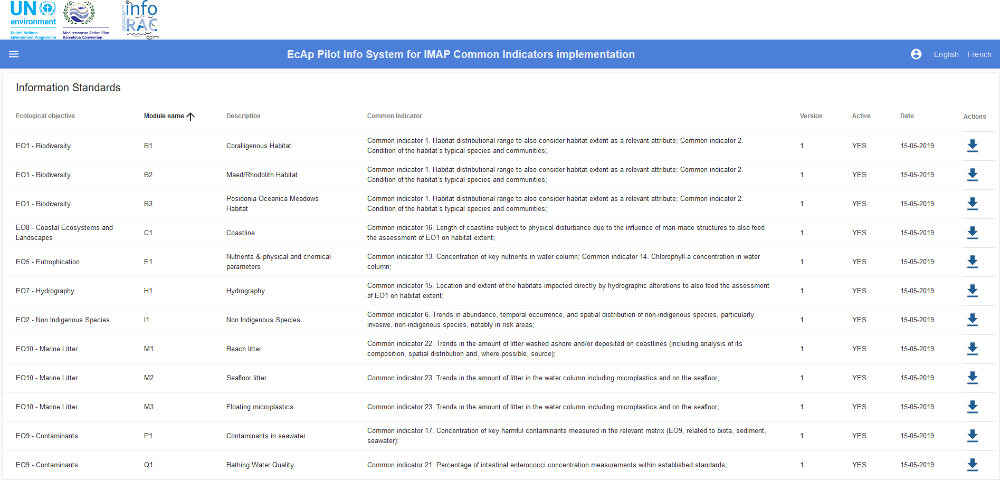 UN
environment
United Nations
Environment Programme
MAP
Mediterranean Action Plan
Barcelona Convention
info
RAC
EcAp Pilot Info System for IMAP Common Indicators implementation
English French
Information Standards
Ecological objective Module name Description Common Indicator Version Active Date Actions
EO1 - Biodiversity B1 Coralligenous Habitat Common indicator 1. Habitat distributional range to also consider habitat extent as a relevant attribute; Common indicator 2.
Condition of the habitat's typical species and communities; 1 YES 15-05-2019
EO1 - Biodiversity B2 Maerl/Rhodolith Habitat Common indicator 1. Habitat distributional range to also consider habitat extent as a relevant attribute; Common indicator 2.
Condition of the habitat's typical species and communities; 1 YES 15-05-2019
EO1 - Biodiversity B3 Posidonia Oceanica Meadows
Habitat Common indicator 1. Habitat distributional range to also consider habitat extent as a relevant attribute; Common indicator 2.
Condition of the habitat's typical species and communities; 1 YES 15-05-2019
EO8 - Coastal Ecosystems and
Landscapes C1 Coastline Common indicator 16. Length of coastline subject to physical disturbance due to the influence of man-made structures to also feed
the assessment of EO1 on habitat extent; 1 YES 15-05-2019
EO5 - Eutrophication E1 Nutrients & physical and chemical
parameters Common indicator 13. Concentration of key nutrients in water column; Common indicator 14. Chlorophyll-a concentration in water
column; 1 YES 15-05-2019
EO7 - Hydrography H1 Hydrography Common indicator 15. Location and extent of the habitats impacted directly by hydrographic alterations to also feed the assessment
of EO1 on habitat extent; 1 YES 15-05-2019
EO2 - Non Indigenous Species I1 Non Indigenous Species Common indicator 6. Trends in abundance, temporal occurrence, and spatial distribution of non-indigenous species, particularly
invasive, non-indigenous species, notably in risk areas; 1 YES 15-05-2019
EO10 - Marine Litter M1 Beach litter Common indicator 22. Trends in the amount of litter washed ashore and/or deposited on coastlines (including analysis of its
composition, spatial distribution and, where possible, source); 1 YES 15-05-2019
EO10 - Marine Litter M2 Seafloor litter Common indicator 23. Trends in the amount of litter in the water column including microplastics and on the seafloor; 1 YES 15-05-2019
EO10 - Marine Litter M3 Floating microplastics Common indicator 23. Trends in the amount of litter in the water column including microplastics and on the seafloor; 1 YES 15-05-2019
EO9 - Contaminants P1 Contaminants in seawater Common indicator 17. Concentration of key harmful contaminants measured in the relevant matrix (EO9, related to biota, sediment,
seawater); 1 YES 15-05-2019
EO9 - Contaminants Q1 Bathing Water Quality Common indicator 21. Percentage of intestinal enterococci concentration measurements within established standards; 1 YES 15-05-2019